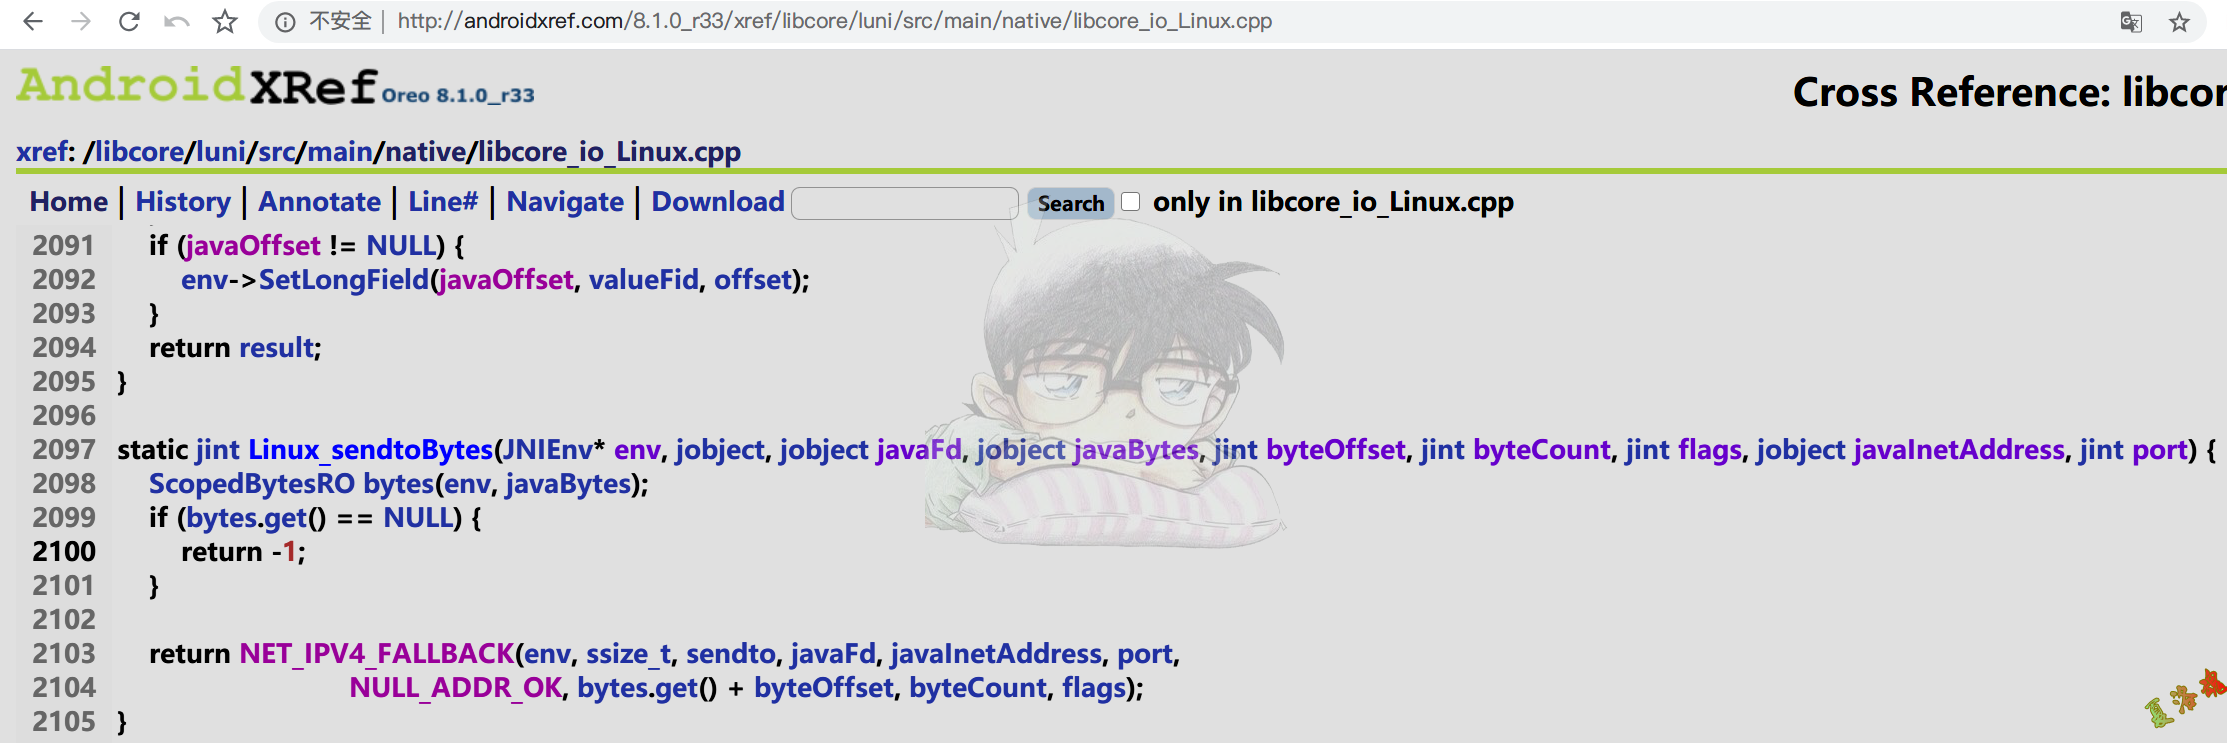 不安全 | http://androidxref.com/8.1.0_r33/xref/libcore/luni/src/main/native/libcore_io_Linux.cpp
AndroidXRef Oreo 8.1.0_r33
Cross Reference: libcor
xref: /libcore/luni/src/main/native/libcore_io_Linux.cpp
Home | History | Annotate | Line# | Navigate | Download Search only in libcore_io_Linux.cpp
2091 if (javaOffset != NULL) {
2092 env->SetLongField(javaOffset, valueFid, offset);
2093 }
2094 return result;
2095 }
2096
2097 static jint Linux_sendtoBytes(JNIEnv* env, jobject, jobject javaFd, jobject javaBytes, jint byteOffset, jint byteCount, jint flags, jobject javaInetAddress, jint port) {
2098 ScopedBytesRO bytes(env, javaBytes);
2099 if (bytes.get() == NULL) {
2100 return -1;
2101 }
2102
2103 return NET_IPV4_FALLBACK(env, ssize_t, sendto, javaFd, javaInetAddress, port,
2104 NULL_ADDR_OK, bytes.get() + byteOffset, byteCount, flags);
2105 }